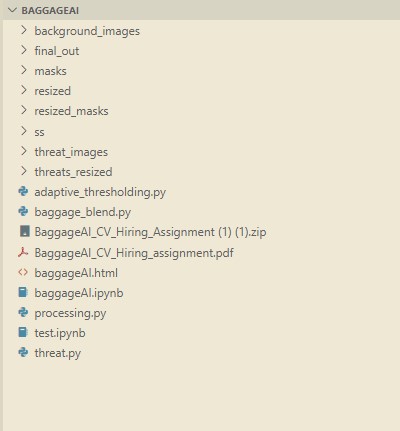 BAGGAGEAI
background_images
final_out
masks
resized
resized_masks
ss
threat_images
threats_resized
adaptive_thresholding.py
baggage_blend.py
BaggageAI_CV_Hiring_Assignment (1) (1).zip
BaggageAI_CV_Hiring_assignment.pdf
baggageAI.html
baggageAI.ipynb
processing.py
test.ipynb
threat.py